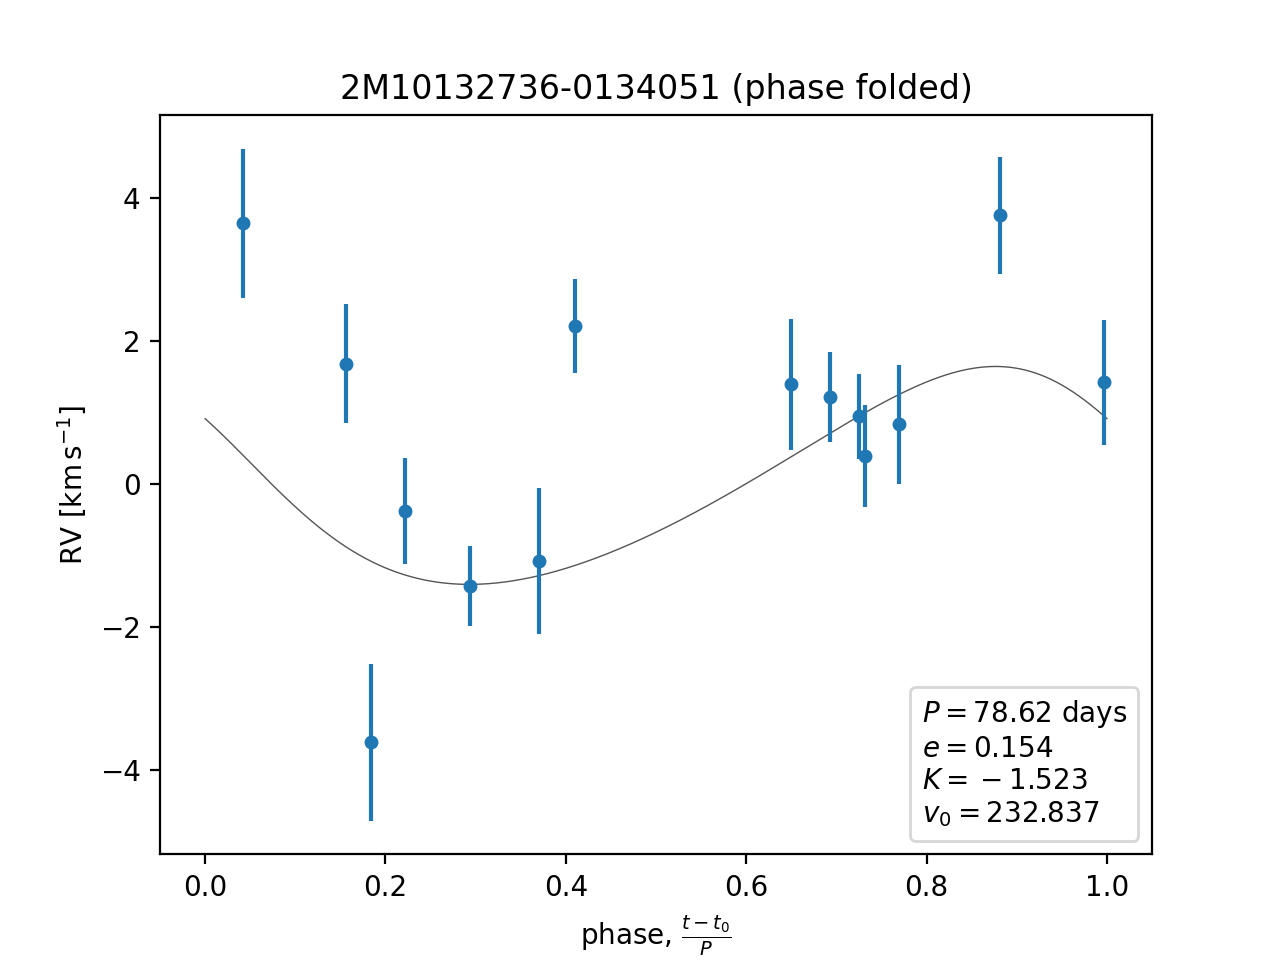 2M10132736-0134051 (phase folded)
RV [km s⁻¹]
4
2
0
−2
−4
P = 78.62 days
e = 0.154
K = −1.523
v₀ = 232.837
0.0 0.2 0.4 0.6 0.8 1.0
phase, (t − t₀)/P